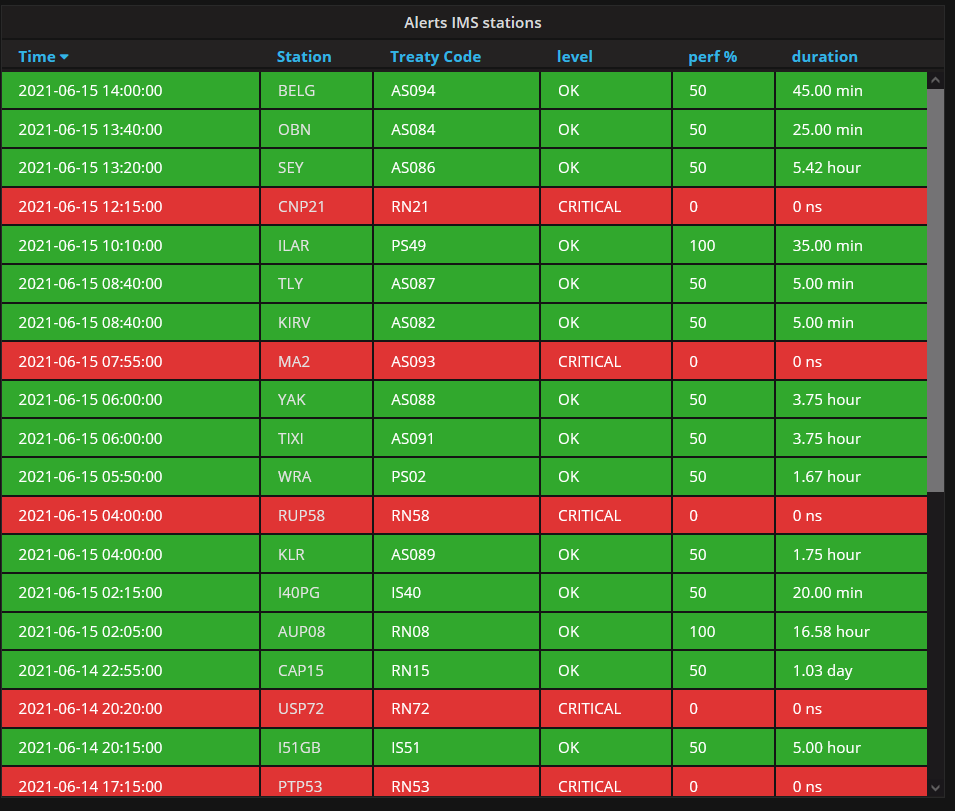 Alerts IMS stations
Time Station Treaty Code level perf % duration
2021-06-15 14:00:00 BELG AS094 OK 50 45.00 min
2021-06-15 13:40:00 OBN AS084 OK 50 25.00 min
2021-06-15 13:20:00 SEY AS086 OK 50 5.42 hour
2021-06-15 12:15:00 CNP21 RN21 CRITICAL 0 0 ns
2021-06-15 10:10:00 ILAR PS49 OK 100 35.00 min
2021-06-15 08:40:00 TLY AS087 OK 50 5.00 min
2021-06-15 08:40:00 KIRV AS082 OK 50 5.00 min
2021-06-15 07:55:00 MA2 AS093 CRITICAL 0 0 ns
2021-06-15 06:00:00 YAK AS088 OK 50 3.75 hour
2021-06-15 06:00:00 TIXI AS091 OK 50 3.75 hour
2021-06-15 05:50:00 WRA PS02 OK 50 1.67 hour
2021-06-15 04:00:00 RUP58 RN58 CRITICAL 0 0 ns
2021-06-15 04:00:00 KLR AS089 OK 50 1.75 hour
2021-06-15 02:15:00 I40PG IS40 OK 50 20.00 min
2021-06-15 02:05:00 AUP08 RN08 OK 100 16.58 hour
2021-06-14 22:55:00 CAP15 RN15 OK 50 1.03 day
2021-06-14 20:20:00 USP72 RN72 CRITICAL 0 0 ns
2021-06-14 20:15:00 I51GB IS51 OK 50 5.00 hour
2021-06-14 17:15:00 PTP53 RN53 CRITICAL 0 0 ns